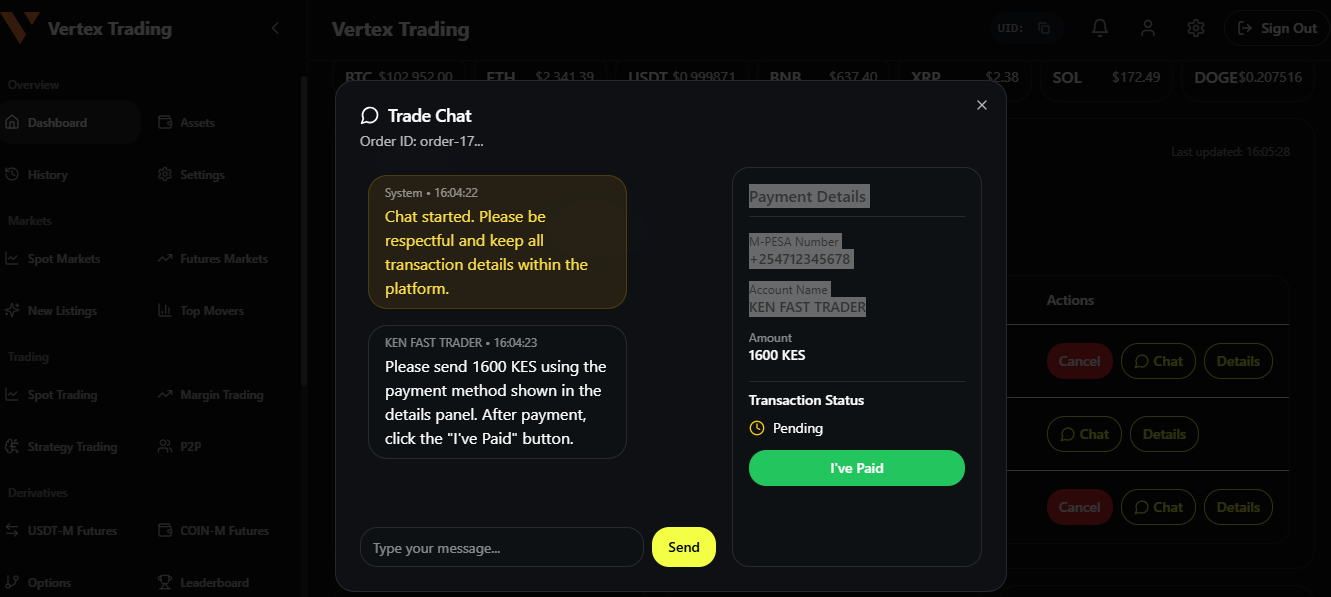 Vertex Trading
Vertex Trading
UID:
Sign Out
BTC $102,952.00
ETH $2,341.39
USDT $0.999871
BNB $637.40
XRP $2.38
SOL $172.49
DOGE $0.207516
Overview
Dashboard
Assets
History
Settings
Markets
Spot Markets
Futures Markets
New Listings
Top Movers
Trading
Spot Trading
Margin Trading
Strategy Trading
P2P
Derivatives
USDT-M Futures
COIN-M Futures
Options
Leaderboard
Trade Chat
Order ID: order-17...
System • 16:04:22
Chat started. Please be
respectful and keep all
transaction details within the
platform.
KEN FAST TRADER • 16:04:23
Please send 1600 KES using the
payment method shown in the
details panel. After payment,
click the "I've Paid" button.
Type your message...
Send
Payment Details
M-PESA Number
+254712345678
Account Name
KEN FAST TRADER
Amount
1600 KES
Transaction Status
Pending
I've Paid
Last updated: 16:05:28
Actions
Cancel
Chat
Details
Chat
Details
Cancel
Chat
Details